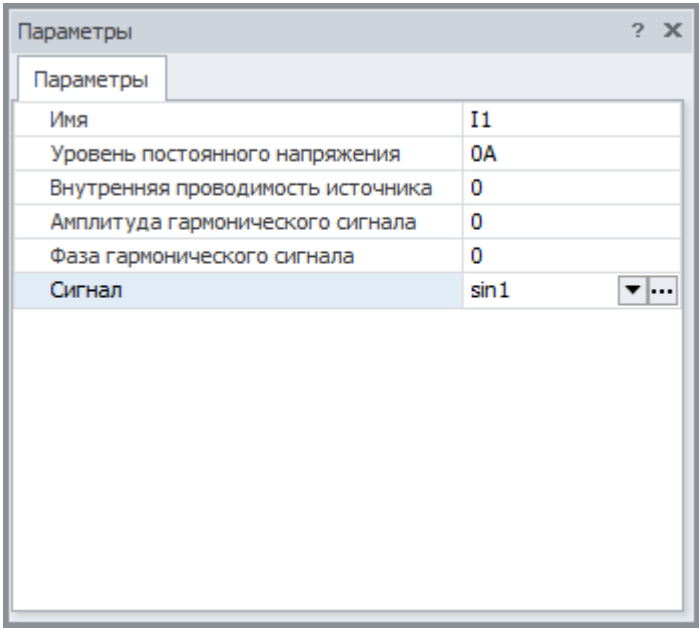 Параметры ? X
Параметры
Имя I1
Уровень постоянного напряжения 0A
Внутренняя проводимость источника 0
Амплитуда гармонического сигнала 0
Фаза гармонического сигнала 0
Сигнал sin1 ...